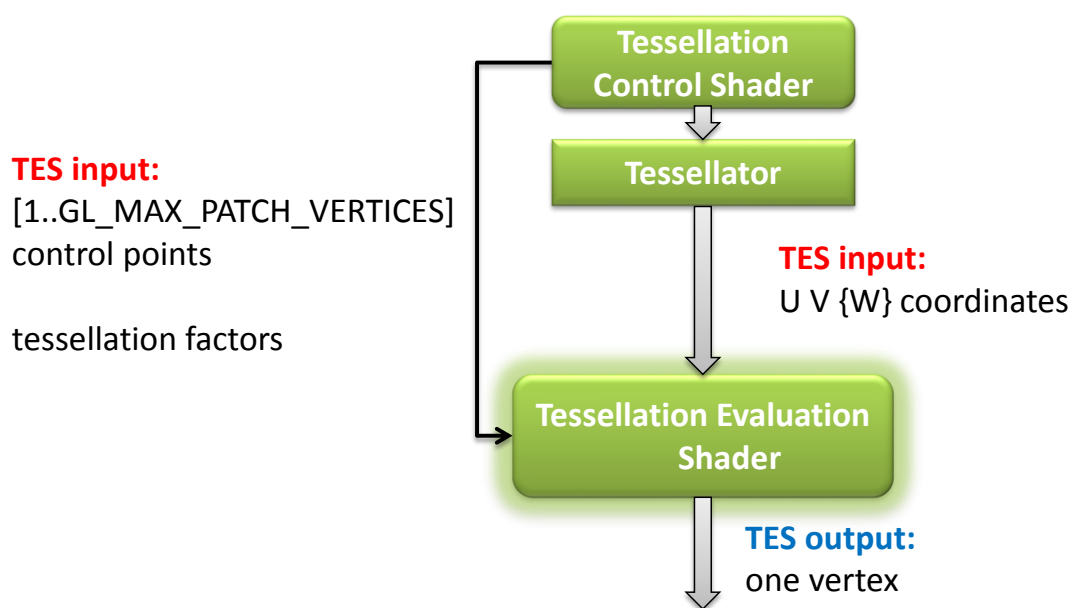 Tessellation
Control Shader
Tessellator
TES input:
[1..GL_MAX_PATCH_VERTICES]
control points
tessellation factors
TES input:
U V {W} coordinates
Tessellation Evaluation
Shader
TES output:
one vertex